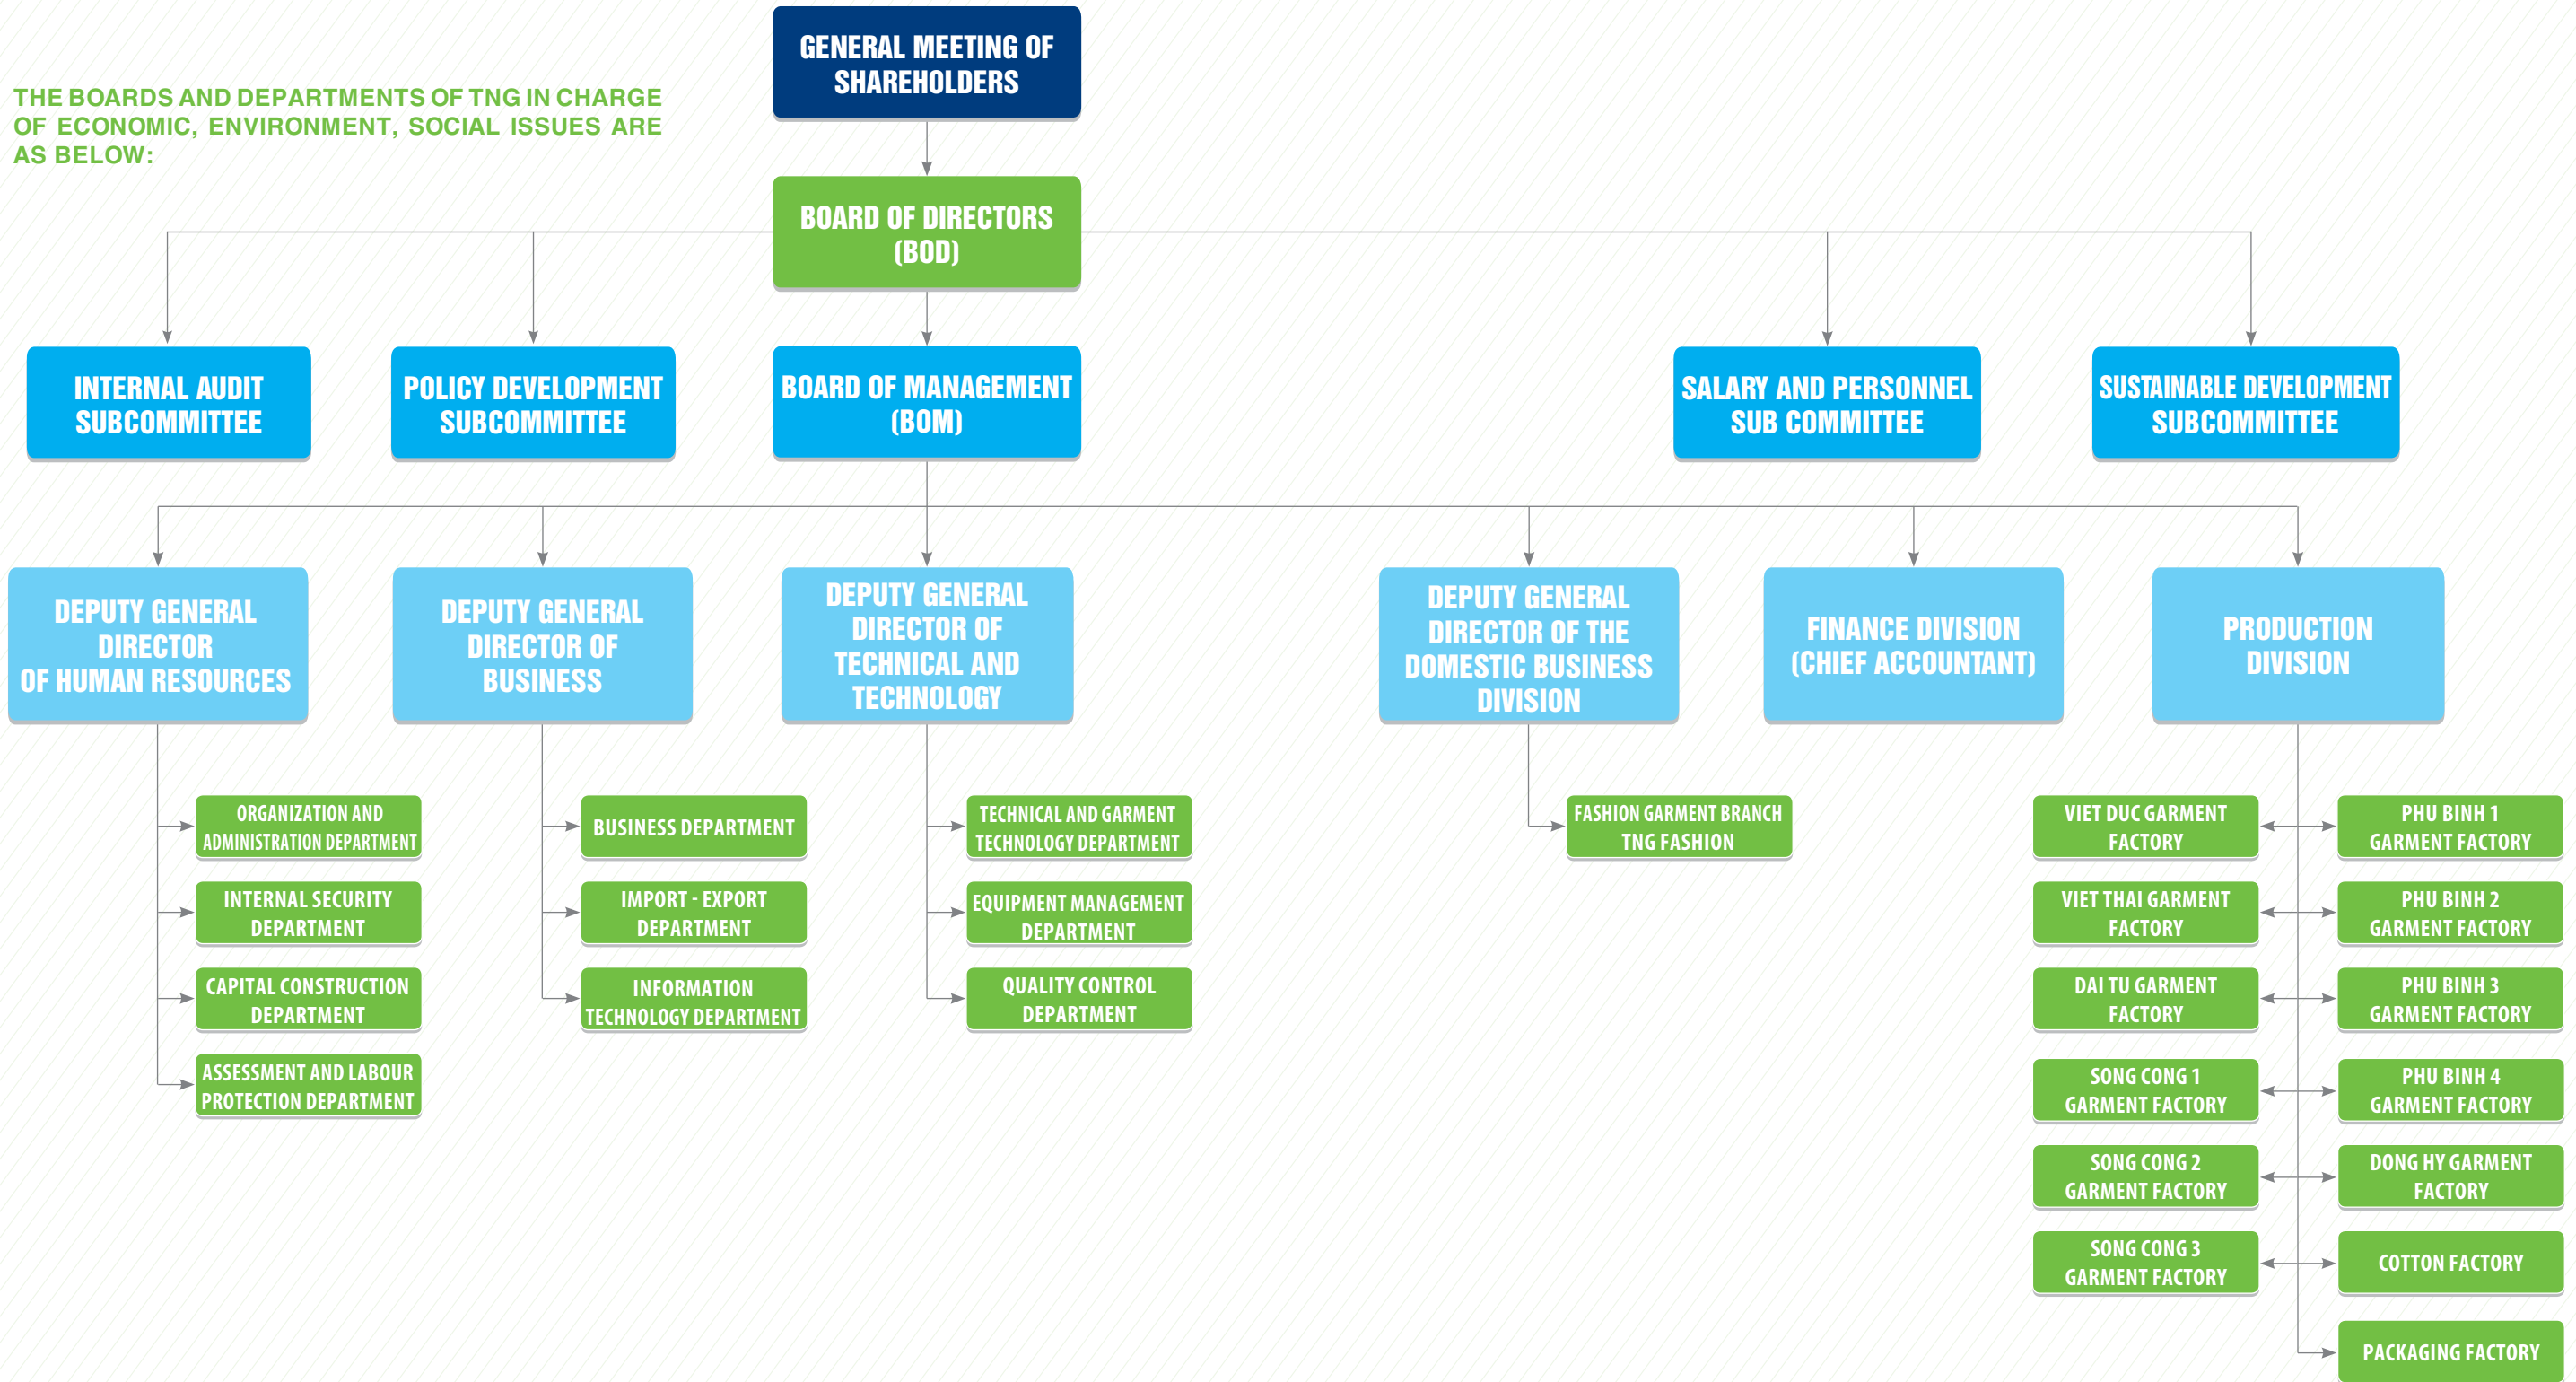 GENERAL MEETING OF
SHAREHOLDERS
THE BOARDS AND DEPARTMENTS OF TNG IN CHARGE
OF ECONOMIC, ENVIRONMENT, SOCIAL ISSUES ARE
AS BELOW:
BOARD OF DIRECTORS
(BOD)
INTERNAL AUDIT
SUBCOMMITTEE
POLICY DEVELOPMENT
SUBCOMMITTEE
BOARD OF MANAGEMENT
(BOM)
SALARY AND PERSONNEL
SUB COMMITTEE
SUSTAINABLE DEVELOPMENT
SUBCOMMITTEE
DEPUTY GENERAL
DIRECTOR
OF HUMAN RESOURCES
DEPUTY GENERAL
DIRECTOR OF
BUSINESS
DEPUTY GENERAL
DIRECTOR OF
TECHNICAL AND
TECHNOLOGY
DEPUTY GENERAL
DIRECTOR OF THE
DOMESTIC BUSINESS
DIVISION
FINANCE DIVISION
(CHIEF ACCOUNTANT)
PRODUCTION
DIVISION
ORGANIZATION AND
ADMINISTRATION DEPARTMENT
INTERNAL SECURITY
DEPARTMENT
CAPITAL CONSTRUCTION
DEPARTMENT
ASSESSMENT AND LABOUR
PROTECTION DEPARTMENT
BUSINESS DEPARTMENT
IMPORT - EXPORT
DEPARTMENT
INFORMATION
TECHNOLOGY DEPARTMENT
TECHNICAL AND GARMENT
TECHNOLOGY DEPARTMENT
EQUIPMENT MANAGEMENT
DEPARTMENT
QUALITY CONTROL
DEPARTMENT
FASHION GARMENT BRANCH
TNG FASHION
VIET DUC GARMENT
FACTORY
VIET THAI GARMENT
FACTORY
DAI TU GARMENT
FACTORY
SONG CONG 1
GARMENT FACTORY
SONG CONG 2
GARMENT FACTORY
SONG CONG 3
GARMENT FACTORY
PHU BINH 1
GARMENT FACTORY
PHU BINH 2
GARMENT FACTORY
PHU BINH 3
GARMENT FACTORY
PHU BINH 4
GARMENT FACTORY
DONG HY GARMENT
FACTORY
COTTON FACTORY
PACKAGING FACTORY